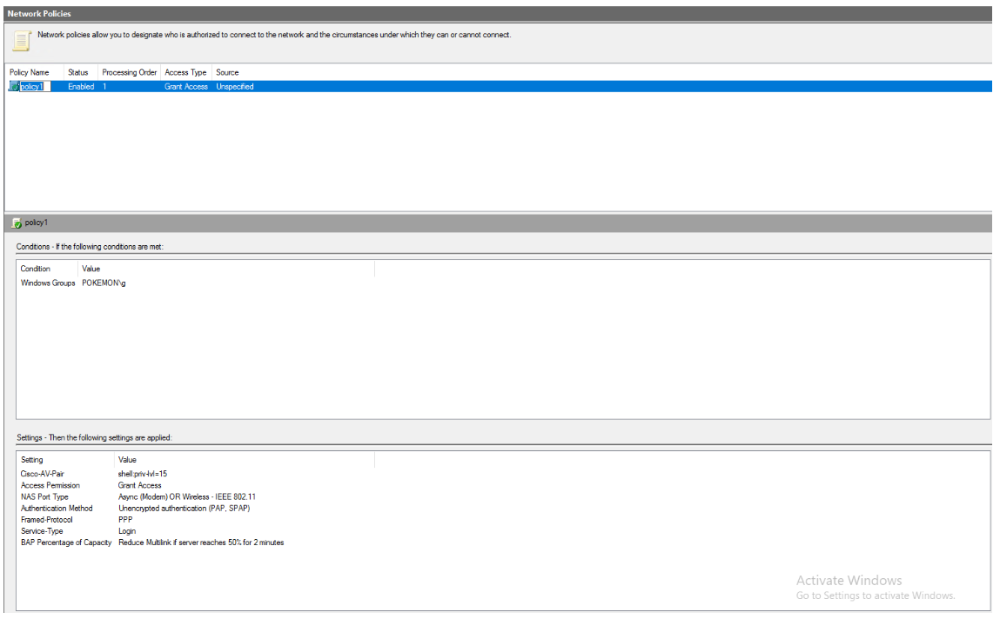 Network Policies
Network policies allow you to designate who is authorized to connect to the network and the circumstances under which they can or cannot connect.
Policy Name Status Processing Order Access Type Source
policy1 Enabled 1 Grant Access Unspecified
policy1
Conditions - If the following conditions are met:
Condition Value
Windows Groups POKEMON\g
Settings - Then the following settings are applied:
Setting Value
Cisco-AV-Pair shell:priv-lvl=15
Access Permission Grant Access
NAS Port Type Async (Modem) OR Wireless - IEEE 802.11
Authentication Method Unencrypted authentication (PAP, SPAP)
Framed-Protocol PPP
Service-Type Login
BAP Percentage of Capacity Reduce Multilink if server reaches 50% for 2 minutes
Activate Windows
Go to Settings to activate Windows.